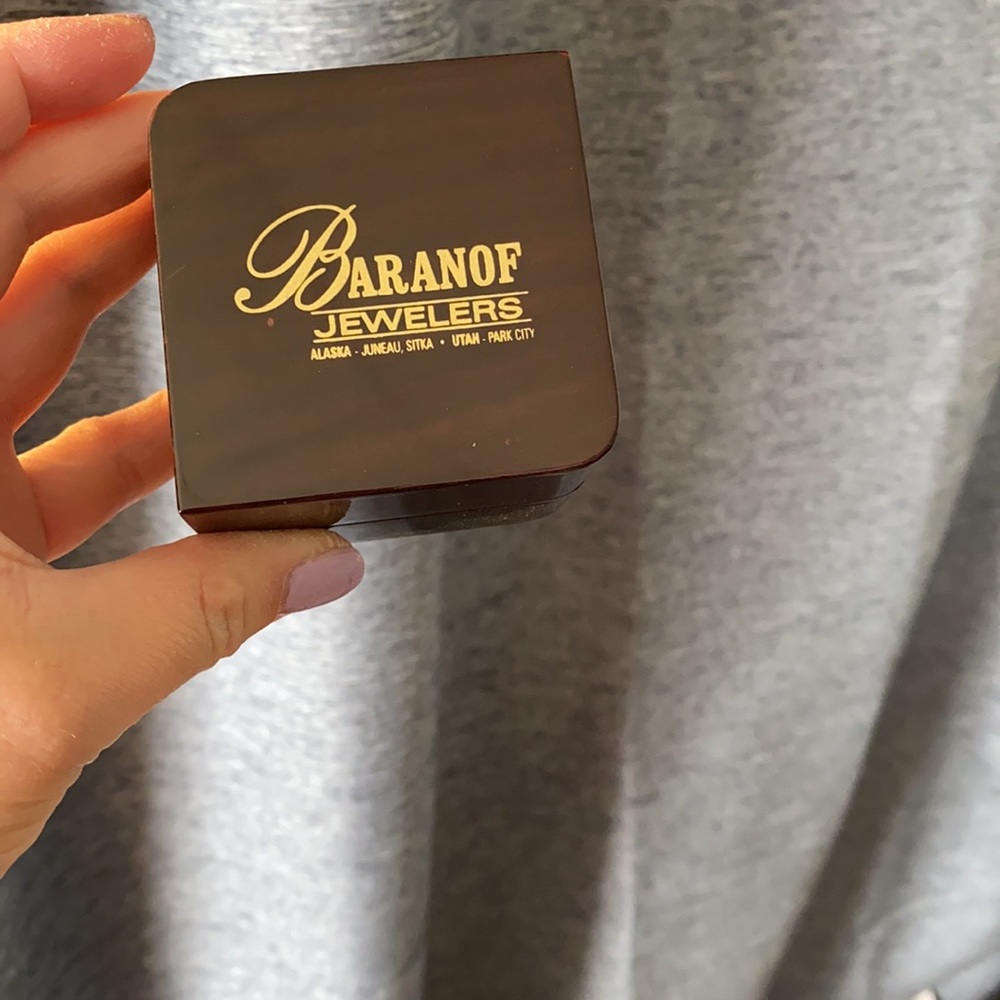 BARANOF
JEWELERS
ALASKA - JUNEAU, SITKA • UTAH - PARK CITY